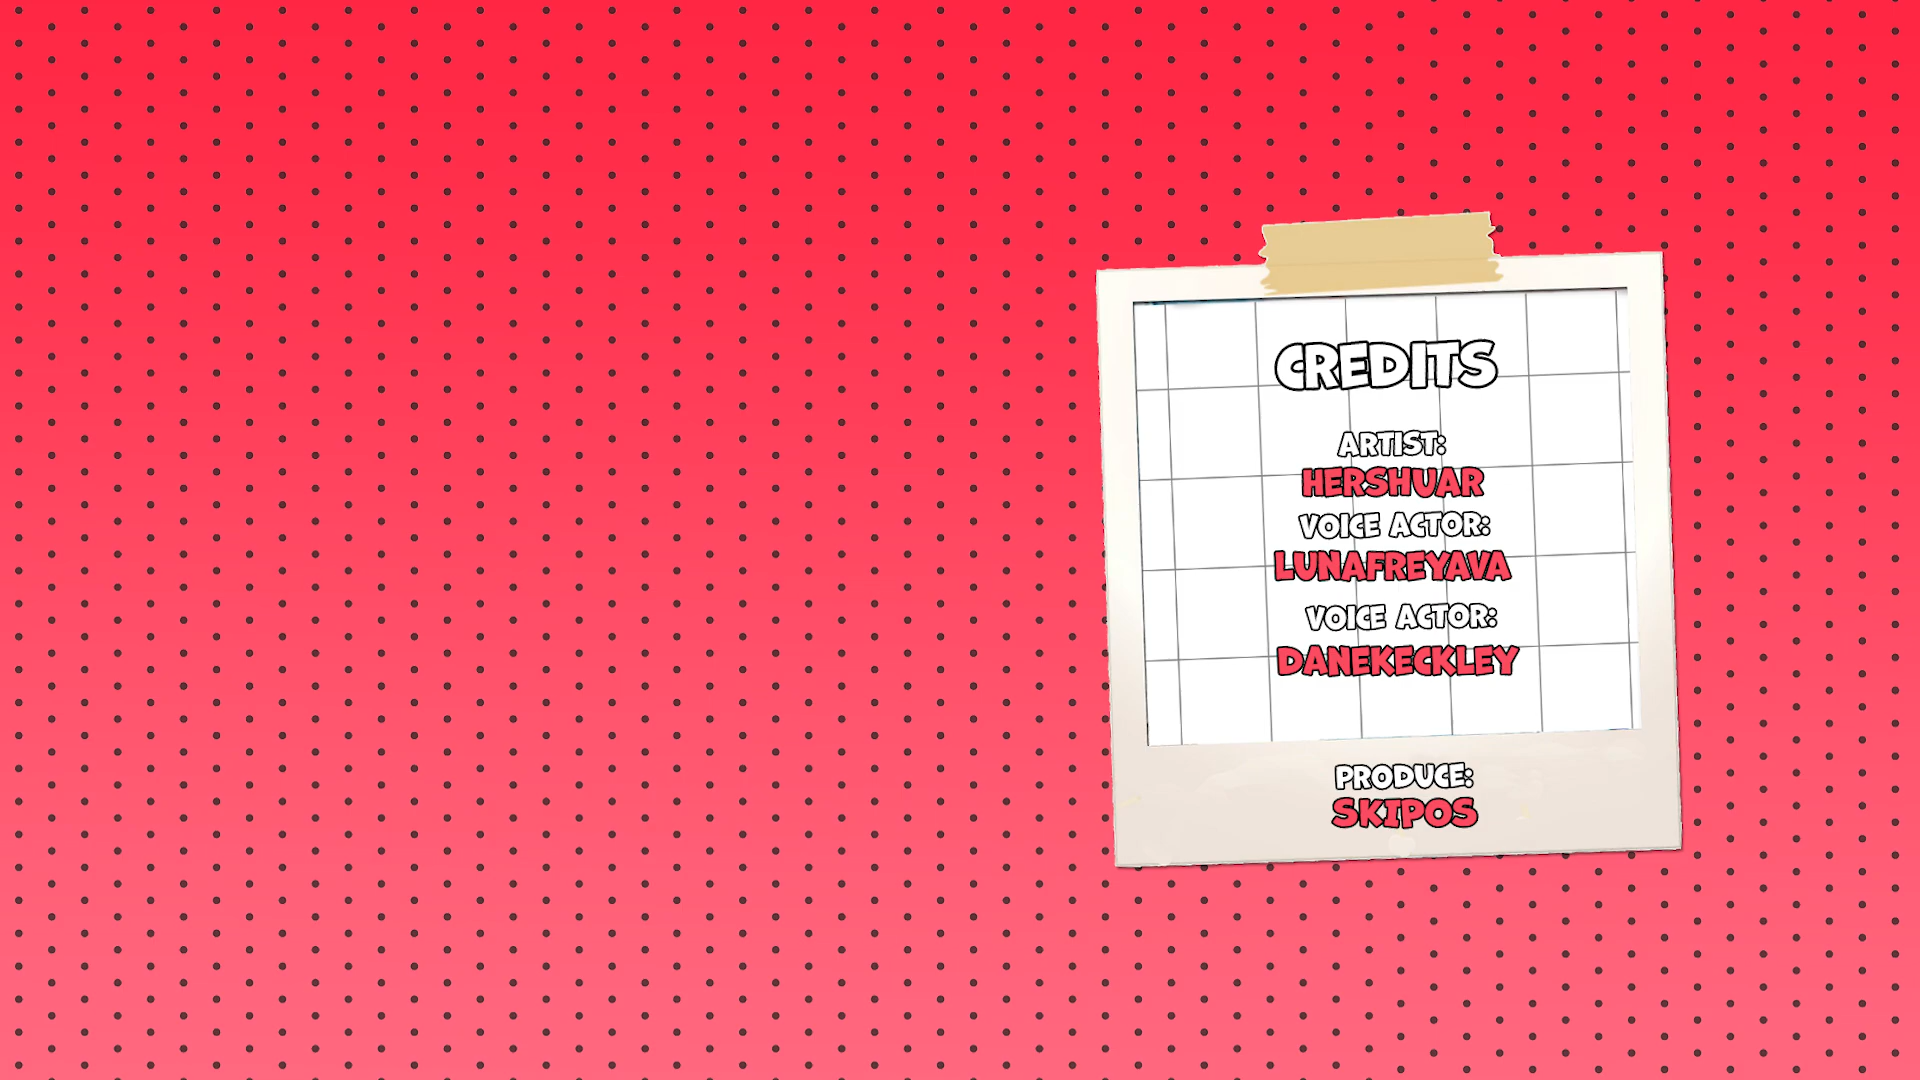 CREDITS
ARTIST:
HERSHUAR
VOICE ACTOR:
LUNAFREYAVA
VOICE ACTOR:
DANEKECKLEY
PRODUCE:
SKIPOS